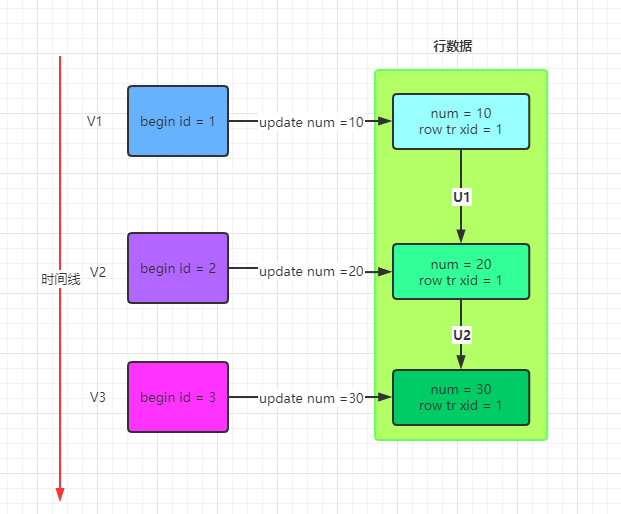 行数据
V1
begin id = 1
update num =10
num = 10
row tr xid = 1
U1
时间线
V2
begin id = 2
update num =20
num = 20
row tr xid = 1
U2
V3
begin id = 3
update num =30
num = 30
row tr xid = 1